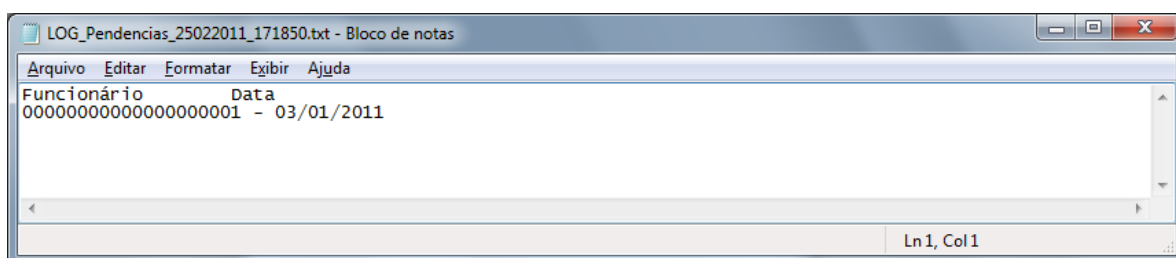 LOG_Pendencias_25022011_171850.txt - Bloco de notas
Arquivo Editar Formatar Exibir Ajuda
Funcionário Data
00000000000000000001 - 03/01/2011
Ln 1, Col 1